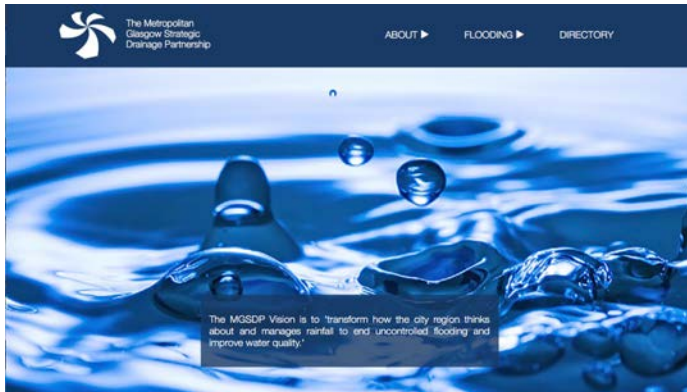 The Metropolitan
Glasgow Strategic
Drainage Partnership
ABOUT ▶ FLOODING ▶ DIRECTORY
The MGSDP Vision is to 'transform how the city region thinks
about and manages rainfall to end uncontrolled flooding and
improve water quality.'